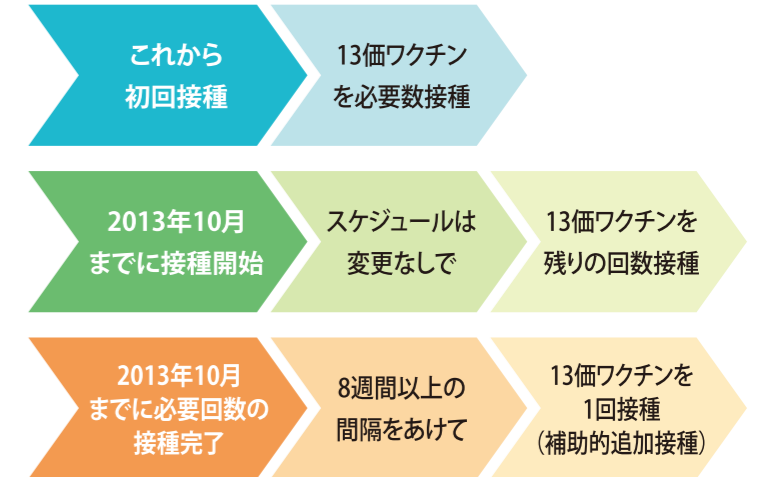 これから
初回接種
13価ワクチン
を必要数接種
2013年10月
までに接種開始
スケジュールは
変更なしで
13価ワクチンを
残りの回数接種
2013年10月
までに必要回数の
接種完了
8週間以上の
間隔をあけて
13価ワクチンを
1回接種
（補助的追加接種）